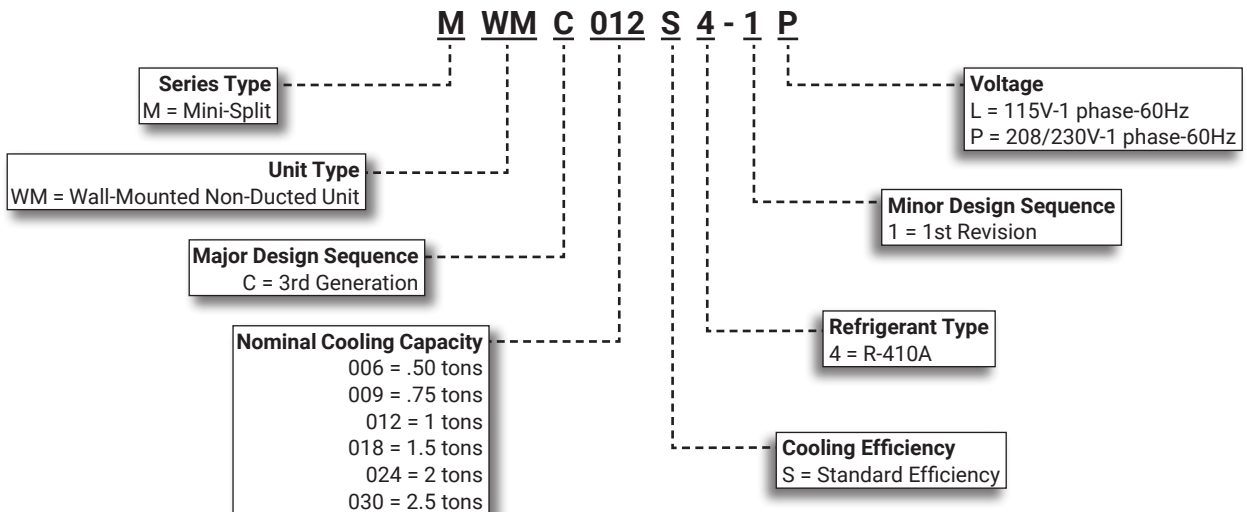 M WM C 012 S 4 - 1 P
Series Type
M = Mini-Split
Unit Type
WM = Wall-Mounted Non-Ducted Unit
Major Design Sequence
C = 3rd Generation
Nominal Cooling Capacity
006 = .50 tons
009 = .75 tons
012 = 1 tons
018 = 1.5 tons
024 = 2 tons
030 = 2.5 tons
Voltage
L = 115V-1 phase-60Hz
P = 208/230V-1 phase-60Hz
Minor Design Sequence
1 = 1st Revision
Refrigerant Type
4 = R-410A
Cooling Efficiency
S = Standard Efficiency